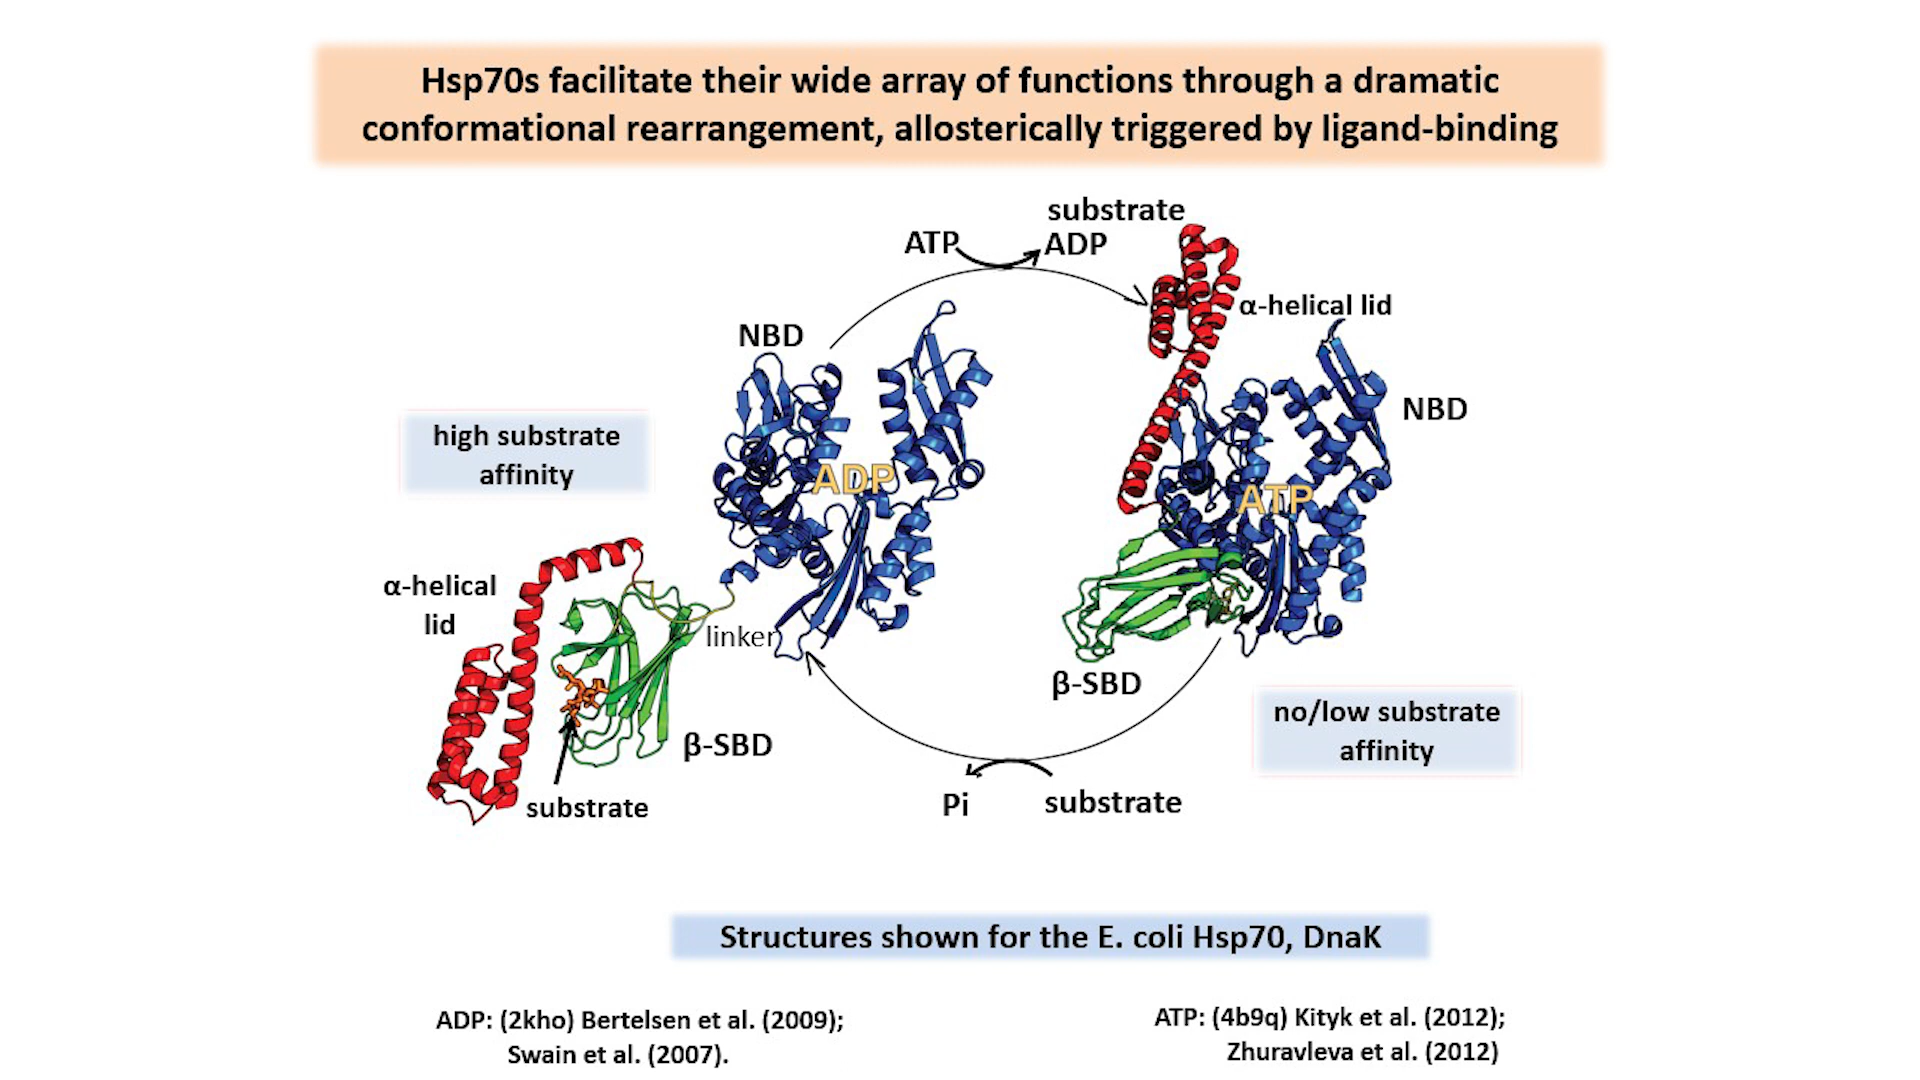 Hsp70s facilitate their wide array of functions through a dramatic
conformational rearrangement, allosterically triggered by ligand-binding
substrate
ATP
ADP
α-helical lid
NBD
NBD
high substrate
affinity
ADP
ATP
α-helical
lid
linker
β-SBD
β-SBD
no/low substrate
affinity
substrate
Pi
substrate
Structures shown for the E. coli Hsp70, DnaK
ADP: (2kho) Bertelsen et al. (2009);
Swain et al. (2007).
ATP: (4b9q) Kityk et al. (2012);
Zhuravleva et al. (2012)